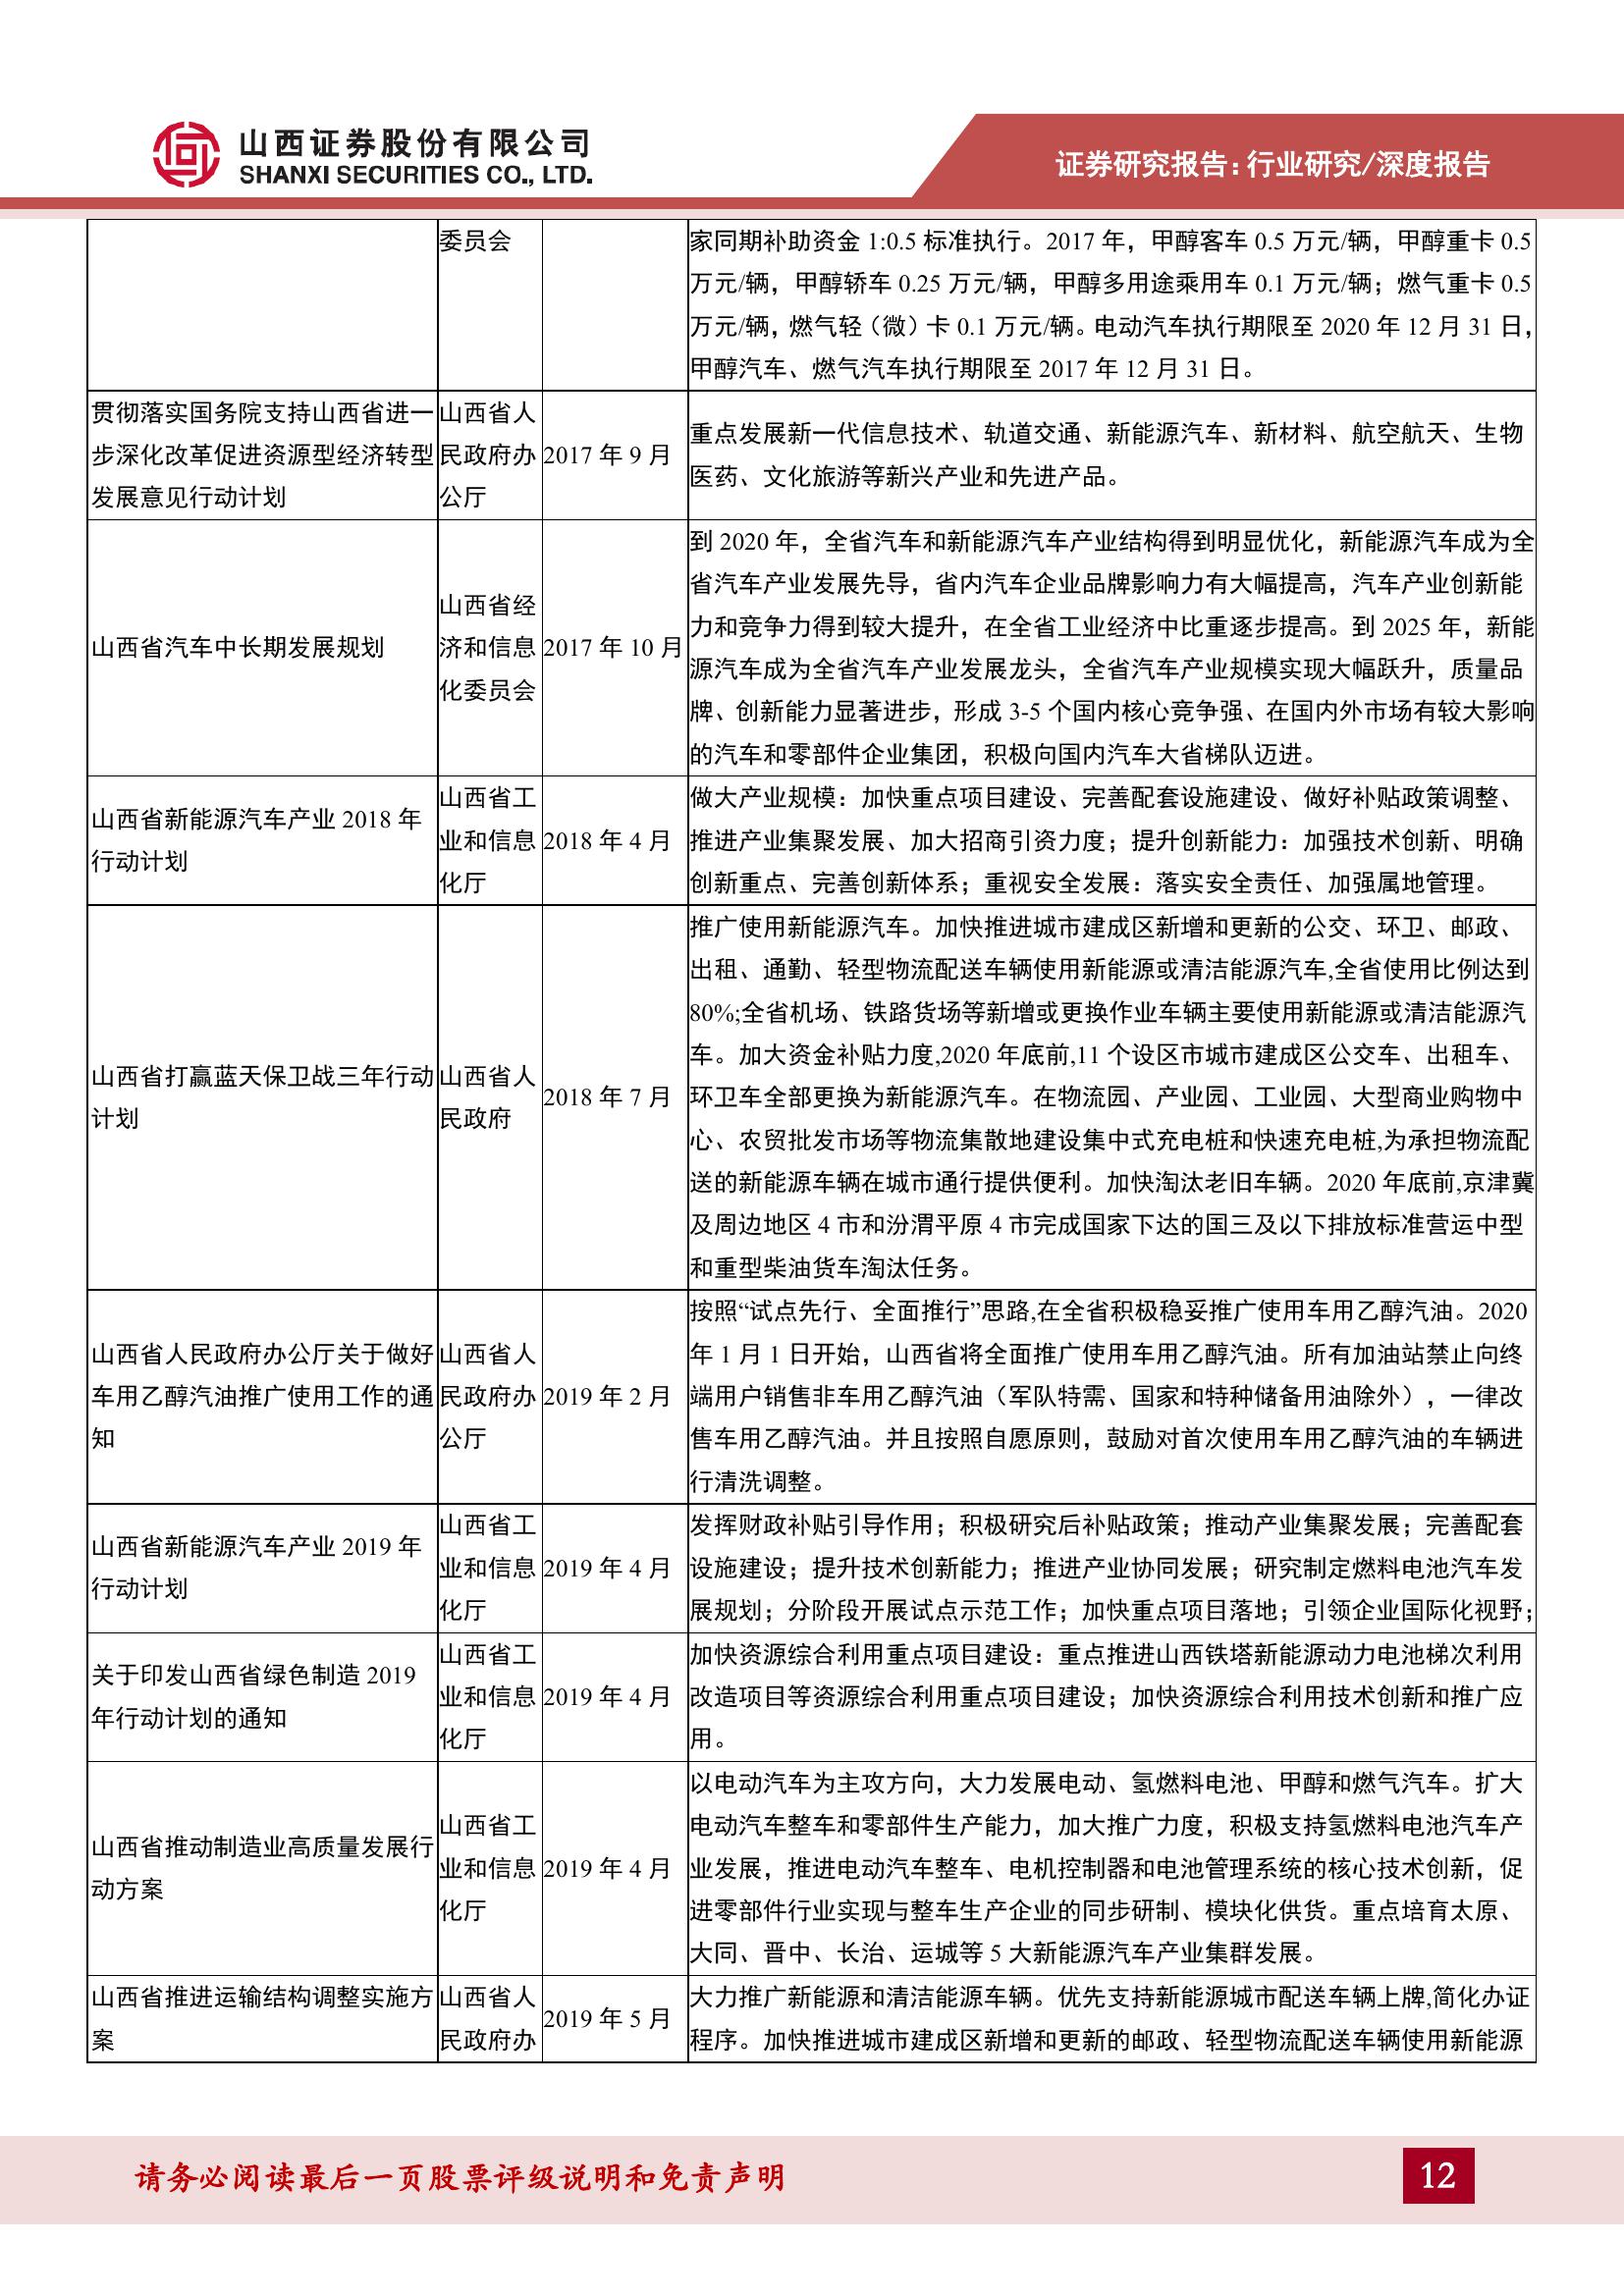 山西证券股份有限公司
SHANXI SECURITIES CO., LTD.
证券研究报告:行业研究/深度报告
委员会
家同期补助资金 1:0.5 标准执行。2017 年，甲醇客车 0.5 万元/辆，甲醇重卡 0.5
万元/辆，甲醇轿车 0.25 万元/辆，甲醇多用途乘用车 0.1 万元/辆；燃气重卡 0.5
万元/辆，燃气轻（微）卡 0.1 万元/辆。电动汽车执行期限至 2020 年 12 月 31 日，
甲醇汽车、燃气汽车执行期限至 2017 年 12 月 31 日。
贯彻落实国务院支持山西省进一
步深化改革促进资源型经济转型
发展意见行动计划
山西省人
民政府办
公厅
2017 年 9 月
重点发展新一代信息技术、轨道交通、新能源汽车、新材料、航空航天、生物
医药、文化旅游等新兴产业和先进产品。
山西省汽车中长期发展规划
山西省经
济和信息
化委员会
2017 年 10 月
到 2020 年，全省汽车和新能源汽车产业结构得到明显优化，新能源汽车成为全
省汽车产业发展先导，省内汽车企业品牌影响力有大幅提高，汽车产业创新能
力和竞争力得到较大提升，在全省工业经济中比重逐步提高。到 2025 年，新能
源汽车成为全省汽车产业发展龙头，全省汽车产业规模实现大幅跃升，质量品
牌、创新能力显著进步，形成 3-5 个国内核心竞争强、在国内外市场有较大影响
的汽车和零部件企业集团，积极向国内汽车大省梯队迈进。
山西省新能源汽车产业 2018 年
行动计划
山西省工
业和信息
化厅
2018 年 4 月
做大产业规模：加快重点项目建设、完善配套设施建设、做好补贴政策调整、
推进产业集聚发展、加大招商引资力度；提升创新能力：加强技术创新、明确
创新重点、完善创新体系；重视安全发展：落实安全责任、加强属地管理。
山西省打赢蓝天保卫战三年行动
计划
山西省人
民政府
2018 年 7 月
推广使用新能源汽车。加快推进城市建成区新增和更新的公交、环卫、邮政、
出租、通勤、轻型物流配送车辆使用新能源或清洁能源汽车,全省使用比例达到
80%;全省机场、铁路货场等新增或更换作业车辆主要使用新能源或清洁能源汽
车。加大资金补贴力度,2020 年底前,11 个设区市城市建成区公交车、出租车、
环卫车全部更换为新能源汽车。在物流园、产业园、工业园、大型商业购物中
心、农贸批发市场等物流集散地建设集中式充电桩和快速充电桩,为承担物流配
送的新能源车辆在城市通行提供便利。加快淘汰老旧车辆。2020 年底前,京津冀
及周边地区 4 市和汾渭平原 4 市完成国家下达的国三及以下排放标准营运中型
和重型柴油货车淘汰任务。
山西省人民政府办公厅关于做好
车用乙醇汽油推广使用工作的通
知
山西省人
民政府办
公厅
2019 年 2 月
按照“试点先行、全面推行”思路,在全省积极稳妥推广使用车用乙醇汽油。2020
年 1 月 1 日开始，山西省将全面推广使用车用乙醇汽油。所有加油站禁止向终
端用户销售非车用乙醇汽油（军队特需、国家和特种储备用油除外），一律改
售车用乙醇汽油。并且按照自愿原则，鼓励对首次使用车用乙醇汽油的车辆进
行清洗调整。
山西省新能源汽车产业 2019 年
行动计划
山西省工
业和信息
化厅
2019 年 4 月
发挥财政补贴引导作用；积极研究后补贴政策；推动产业集聚发展；完善配套
设施建设；提升技术创新能力；推进产业协同发展；研究制定燃料电池汽车发
展规划；分阶段开展试点示范工作；加快重点项目落地；引领企业国际化视野；
关于印发山西省绿色制造 2019
年行动计划的通知
山西省工
业和信息
化厅
2019 年 4 月
加快资源综合利用重点项目建设：重点推进山西铁塔新能源动力电池梯次利用
改造项目等资源综合利用重点项目建设；加快资源综合利用技术创新和推广应
用。
山西省推动制造业高质量发展行
动方案
山西省工
业和信息
化厅
2019 年 4 月
以电动汽车为主攻方向，大力发展电动、氢燃料电池、甲醇和燃气汽车。扩大
电动汽车整车和零部件生产能力，加大推广力度，积极支持氢燃料电池汽车产
业发展，推进电动汽车整车、电机控制器和电池管理系统的核心技术创新，促
进零部件行业实现与整车生产企业的同步研制、模块化供货。重点培育太原、
大同、晋中、长治、运城等 5 大新能源汽车产业集群发展。
山西省推进运输结构调整实施方
案
山西省人
民政府办
2019 年 5 月
大力推广新能源和清洁能源车辆。优先支持新能源城市配送车辆上牌,简化办证
程序。加快推进城市建成区新增和更新的邮政、轻型物流配送车辆使用新能源
请务必阅读最后一页股票评级说明和免责声明
12